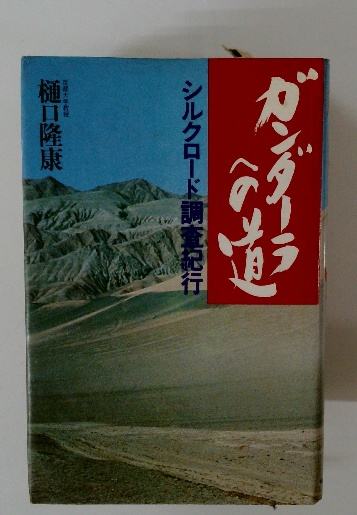 ガンダーラ
への道
シルクロード調査紀行
京都大学教授
樋口隆康